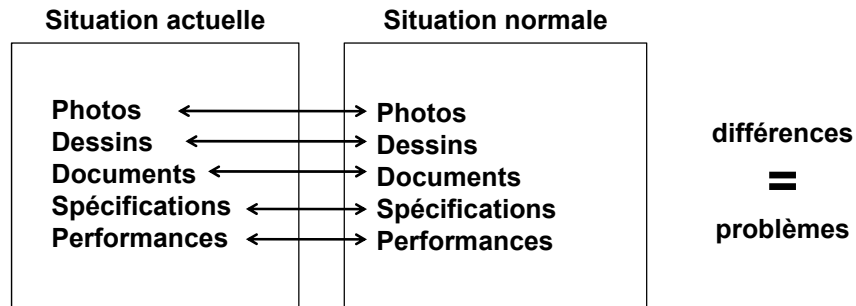 Situation actuelle
Situation normale
Photos
Dessins
Documents
Spécifications
Performances
Photos
Dessins
Documents
Spécifications
Performances
différences
=
problèmes